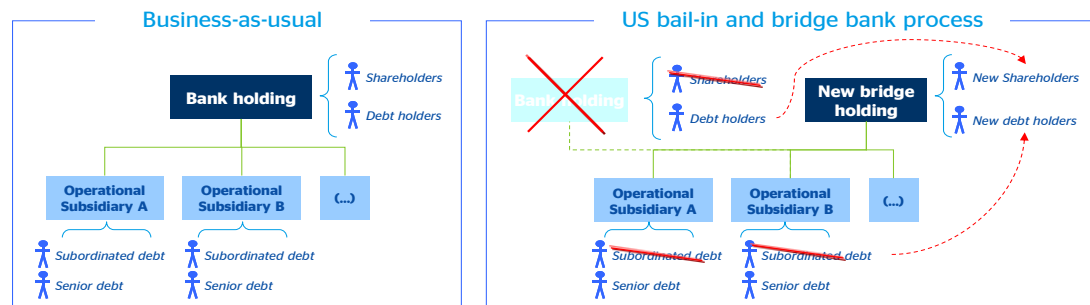 Business-as-usual
Bank holding
Shareholders
Debt holders
Operational
Subsidiary A
Operational
Subsidiary B
(...)
Subordinated debt
Subordinated debt
Senior debt
Senior debt
US bail-in and bridge bank process
Bank holding
Shareholders
Debt holders
New bridge
holding
New Shareholders
New debt holders
Operational
Subsidiary A
Operational
Subsidiary B
(...)
Subordinated debt
Subordinated debt
Senior debt
Senior debt